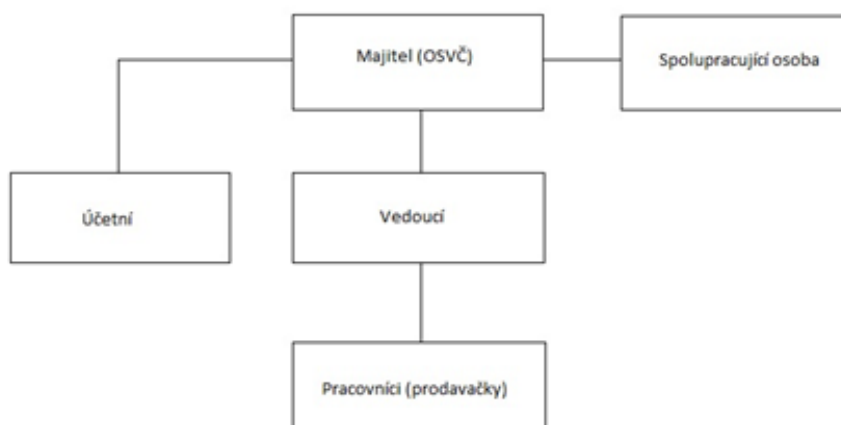 Majitel (OSVČ)
Spolupracující osoba
Účetní
Vedoucí
Pracovníci (prodavačky)